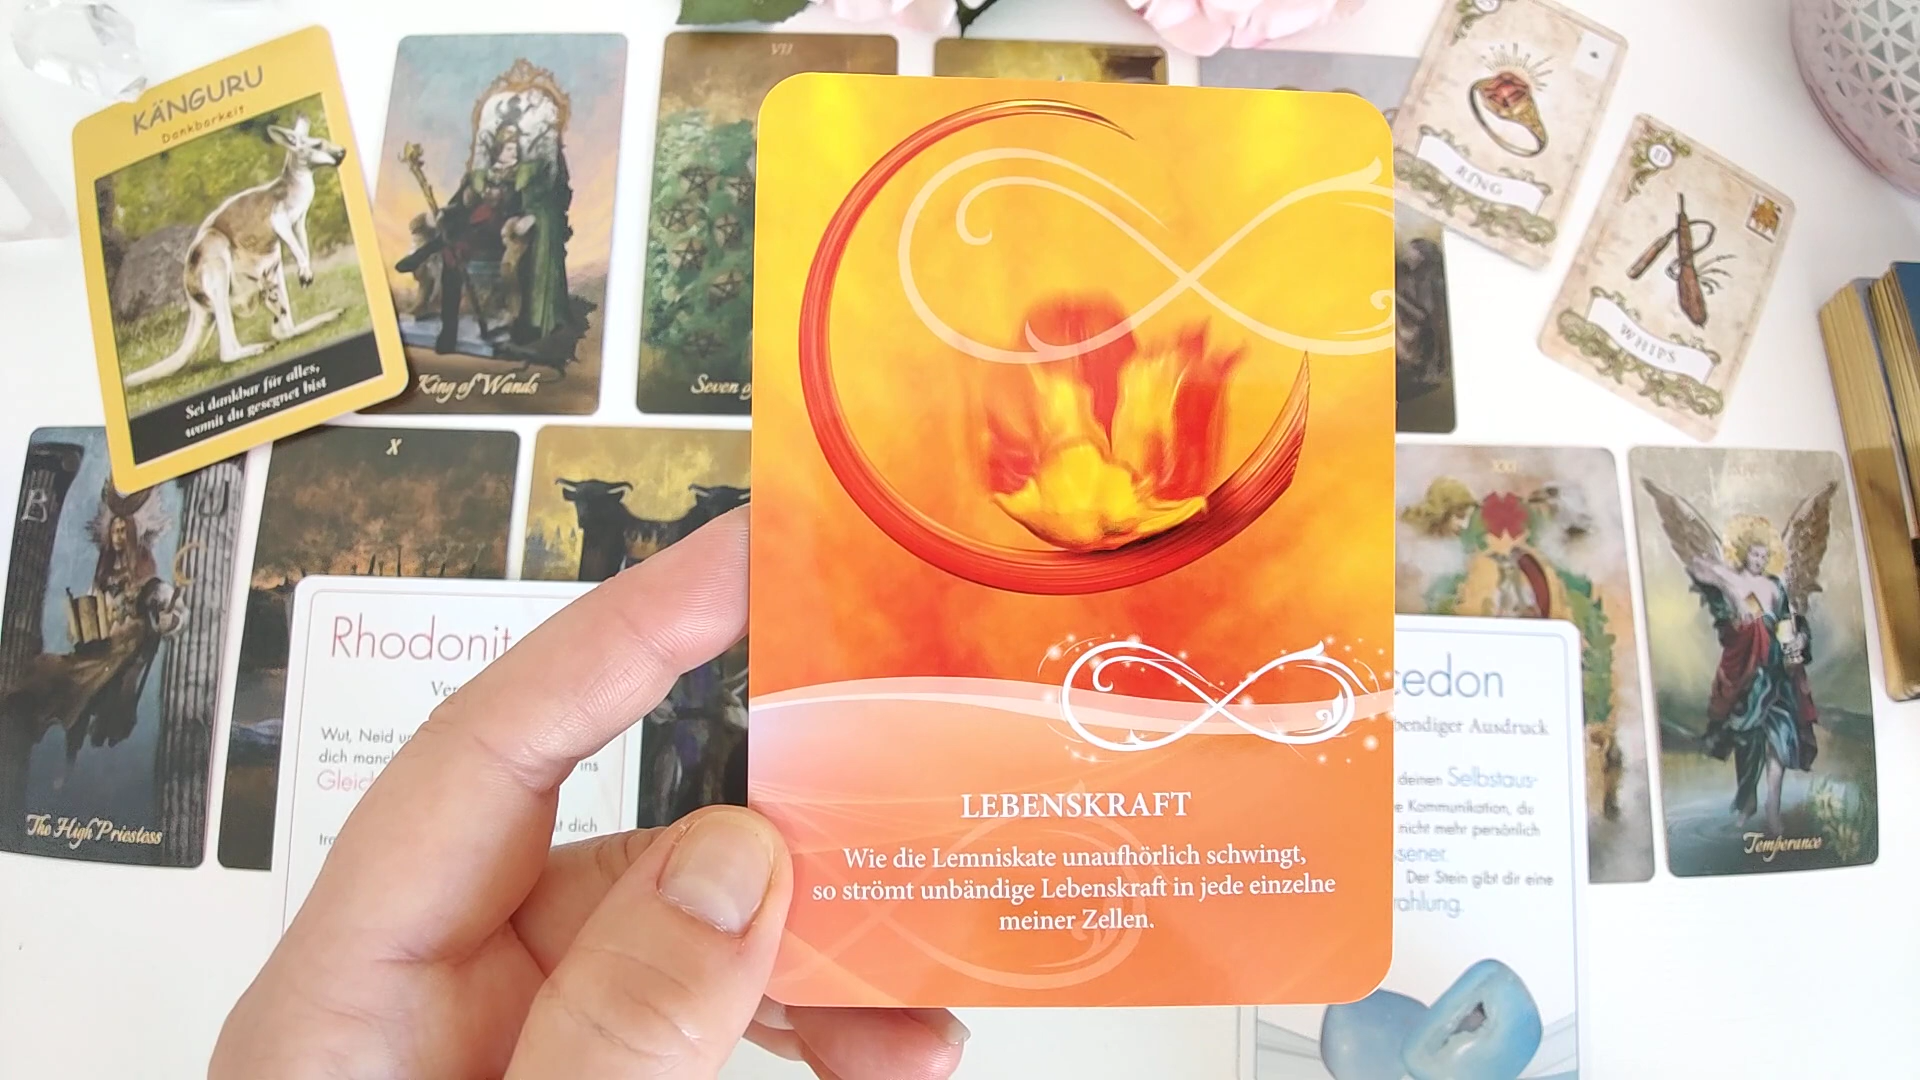 KÄNGURU
Dankbarkeit
Sei dankbar für alles,
womit du gesegnet bist
King of Wands
VII
Seven
RING
11
WHIPS
B
J
The High Priestess
X
Rhodonit
Wut, Neid
dich
ins
dich
LEBENSKRAFT
Wie die Lemniskate unaufhörlich schwingt,
so strömt unbändige Lebenskraft in jede einzelne
meiner Zellen.
XXI
Ausdruck
deinen Selbstaus-
Kommunikation, du
nicht mehr persönlich
Der Stein gibt dir eine
Temperance